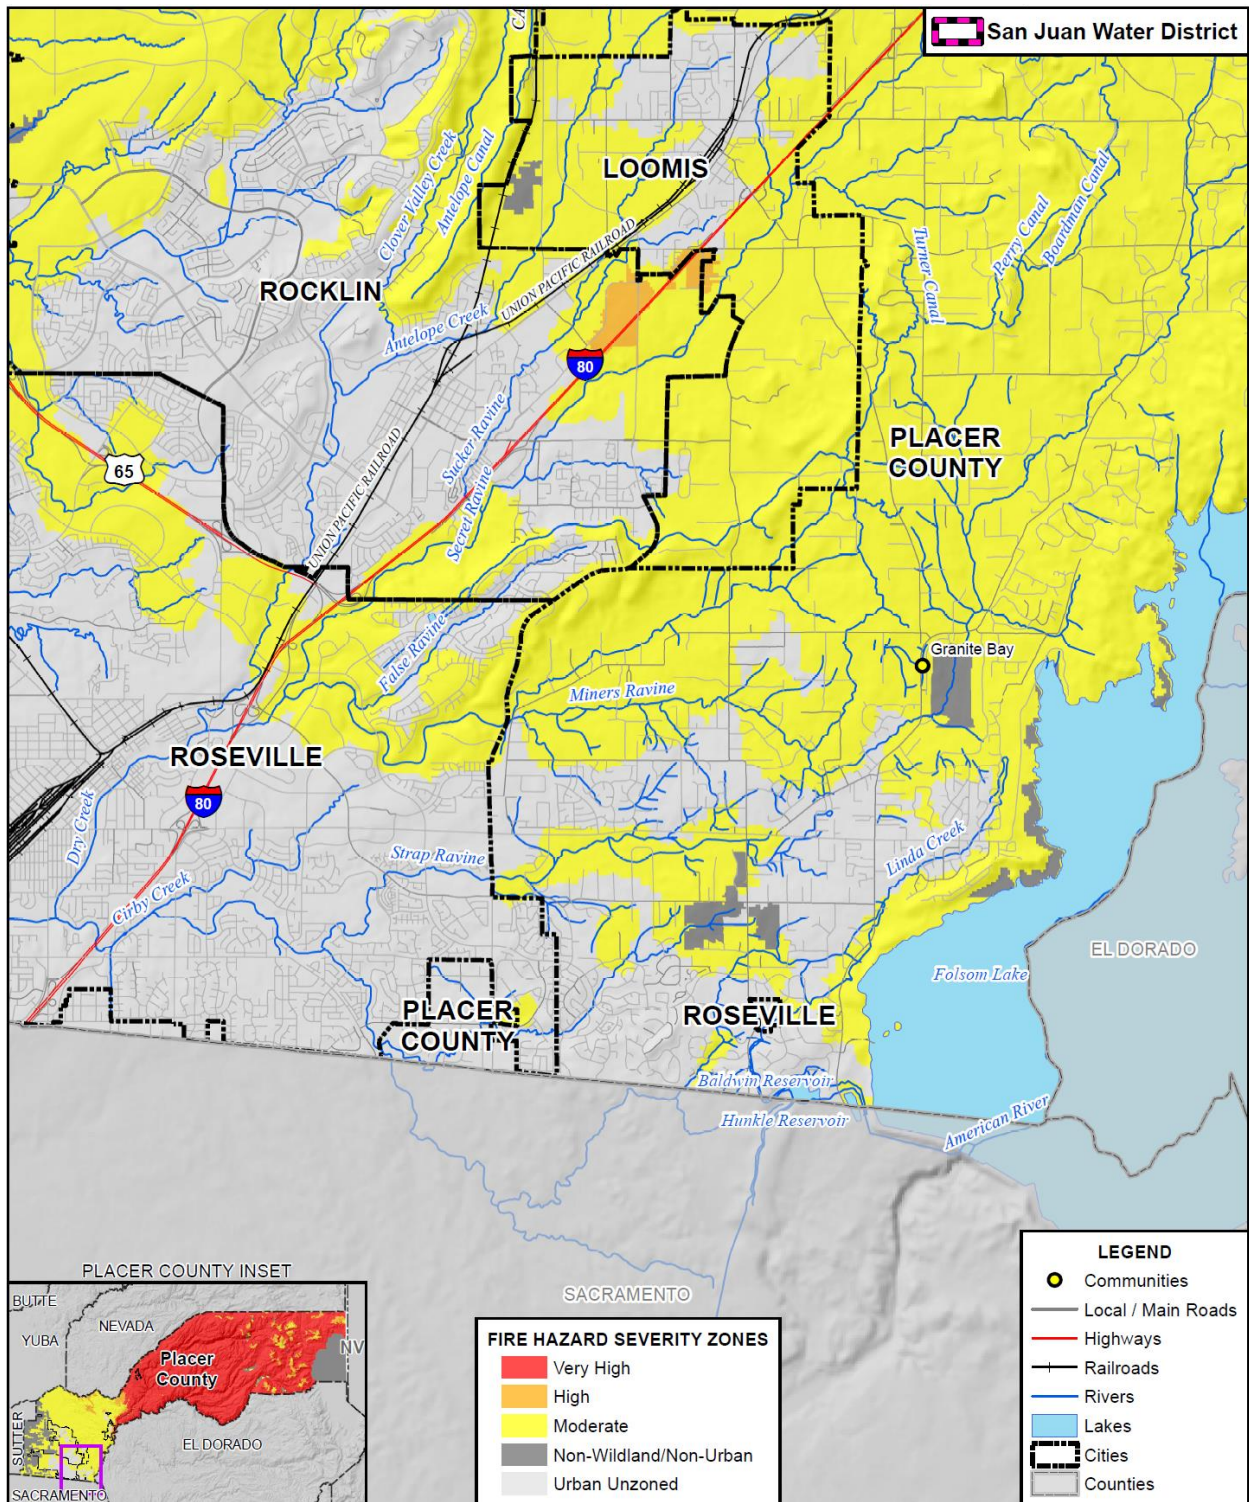 San Juan Water District
CA
LOOMIS
Clover Valley Creek
Antelope Canal
Perry Canal
Boardman Canal
Turner Canal
UNION PACIFIC RAILROAD
ROCKLIN
Antelope Creek
80
Sucker Ravine
Secret Ravine
PLACER
COUNTY
65
UNION PACIFIC RAILROAD
False Ravine
Granite Bay
Miners Ravine
ROSEVILLE
80
Dry Creek
Cirby Creek
Strap Ravine
Linda Creek
EL DORADO
Folsom Lake
PLACER
COUNTY
ROSEVILLE
Baldwin Reservoir
Hunkle Reservoir
American River
SACRAMENTO
PLACER COUNTY INSET
BUTTE
YUBA
NEVADA
NV
Placer
County
SUTTER
EL DORADO
SACRAMENTO
FIRE HAZARD SEVERITY ZONES
Very High
High
Moderate
Non-Wildland/Non-Urban
Urban Unzoned
LEGEND
Communities
Local / Main Roads
Highways
Railroads
Rivers
Lakes
Cities
Counties